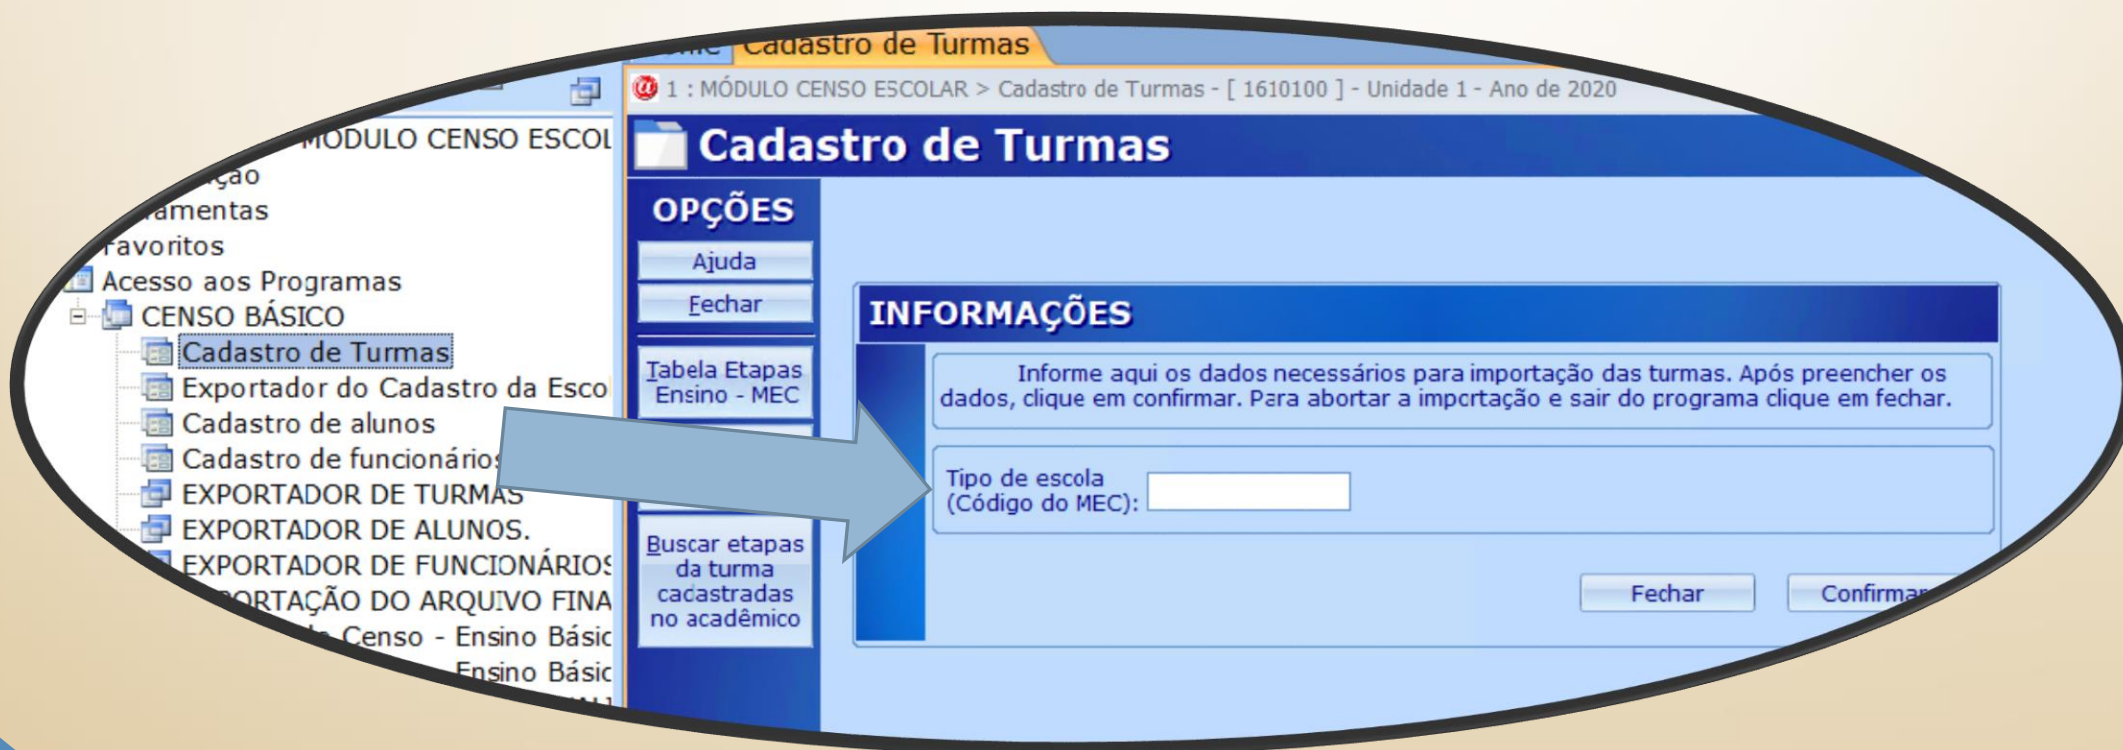 Cadastro de Turmas
1 : MÓDULO CENSO ESCOLAR > Cadastro de Turmas - [ 1610100 ] - Unidade 1 - Ano de 2020
MÓDULO CENSO ESCOL
Cadastro de Turmas
OPÇÕES
Favoritos
Ajuda
Acesso aos Programas
Fechar
CENSO BÁSICO
INFORMAÇÕES
Cadastro de Turmas
Exportador do Cadastro da Escol
Cadastro de alunos
Cadastro de funcionários
EXPORTADOR DE TURMAS
EXPORTADOR DE ALUNOS.
EXPORTADOR DE FUNCIONÁRIOS
DO ARQUIVO FINA
Censo - Ensino Básic
Ensino Básic
Tabela Etapas
Ensino - MEC
Buscar etapas
da turma
cadastradas
no acadêmico
Informe aqui os dados necessários para importação das turmas. Após preencher os
dados, clique em confirmar. Para abortar a importação e sair do programa clique em fechar.
Tipo de escola
(Código do MEC):
Fechar
Confirmar